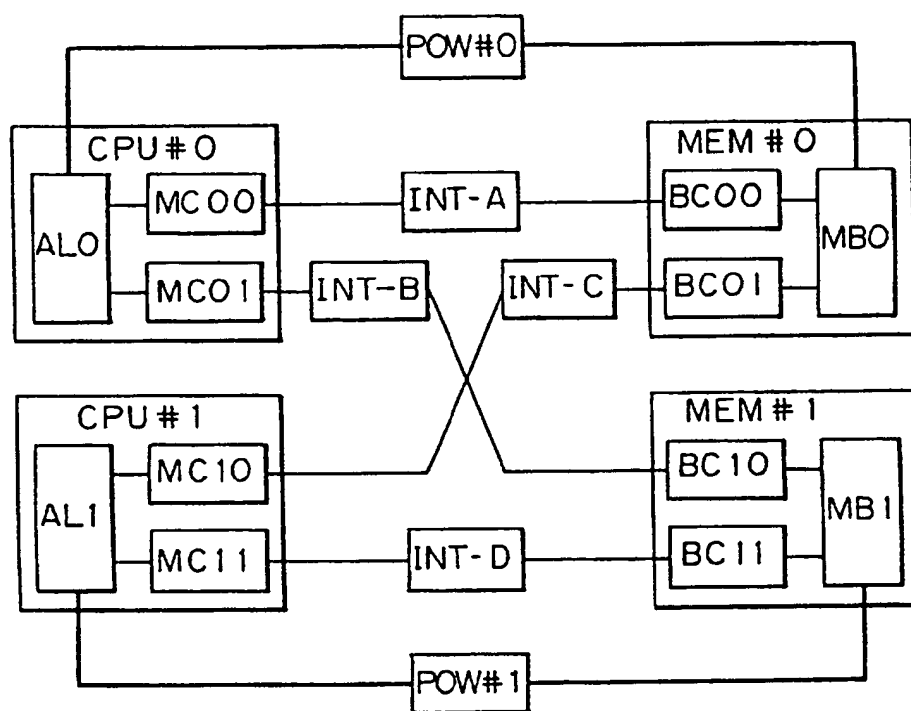 POW#0
CPU#0
MEM#0
AL0
MC00
INT-A
BC00
MB0
MC01
INT-B
INT-C
BC01
CPU#1
MEM#1
AL1
MC10
BC10
MB1
MC11
INT-D
BC11
POW#1